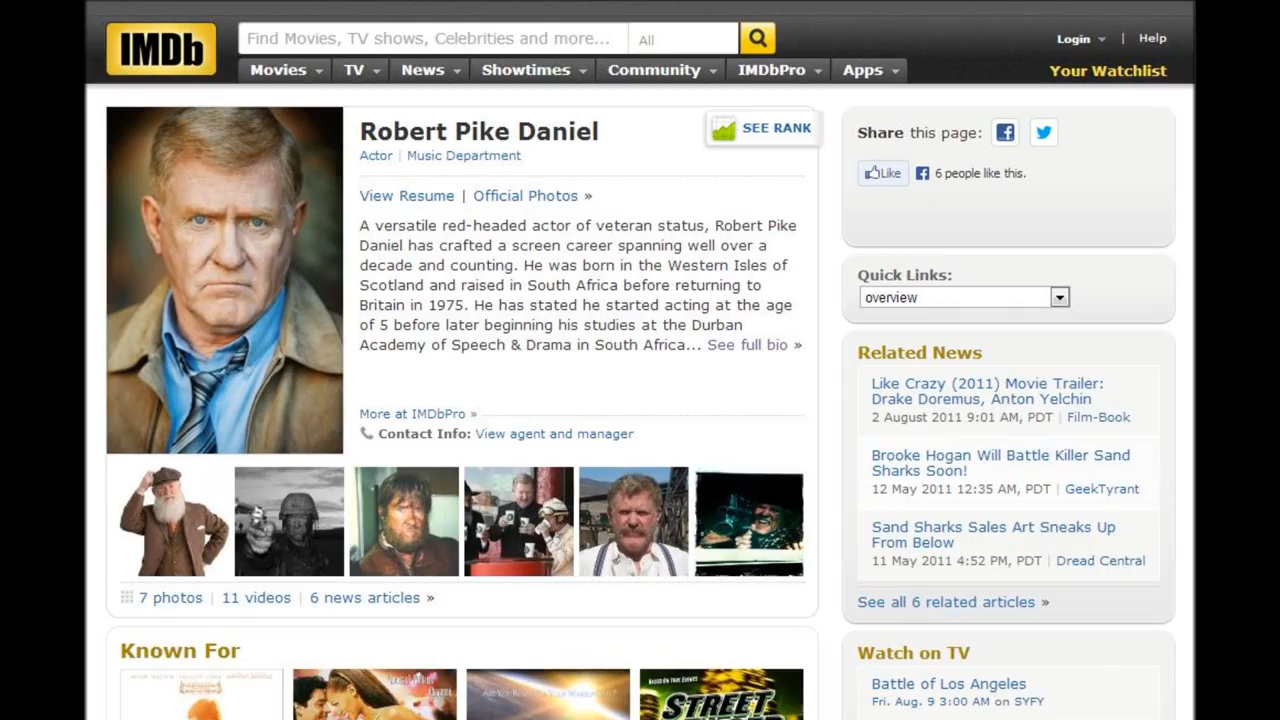 IMDb
Find Movies, TV shows, Celebrities and more...
All
Login | Help
Movies
TV
News
Showtimes
Community
IMDbPro
Apps
Your Watchlist
Robert Pike Daniel
SEE RANK
Actor | Music Department
View Resume | Official Photos »
A versatile red-headed actor of veteran status, Robert Pike
Daniel has crafted a screen career spanning well over a
decade and counting. He was born in the Western Isles of
Scotland and raised in South Africa before returning to
Britain in 1975. He has stated he started acting at the age
of 5 before later beginning his studies at the Durban
Academy of Speech & Drama in South Africa... See full bio »
More at IMDbPro »
Contact Info: View agent and manager
7 photos | 11 videos | 6 news articles »
Known For
STREET
Share this page:
Like
6 people like this.
Quick Links:
overview
Related News
Like Crazy (2011) Movie Trailer:
Drake Doremus, Anton Yelchin
2 August 2011 9:01 AM, PDT | Film-Book
Brooke Hogan Will Battle Killer Sand
Sharks Soon!
12 May 2011 12:35 AM, PDT | GeekTyrant
Sand Sharks Sales Art Sneaks Up
From Below
11 May 2011 4:52 PM, PDT | Dread Central
See all 6 related articles »
Watch on TV
Battle of Los Angeles
Fri. Aug. 9 3:00 AM on SYFY